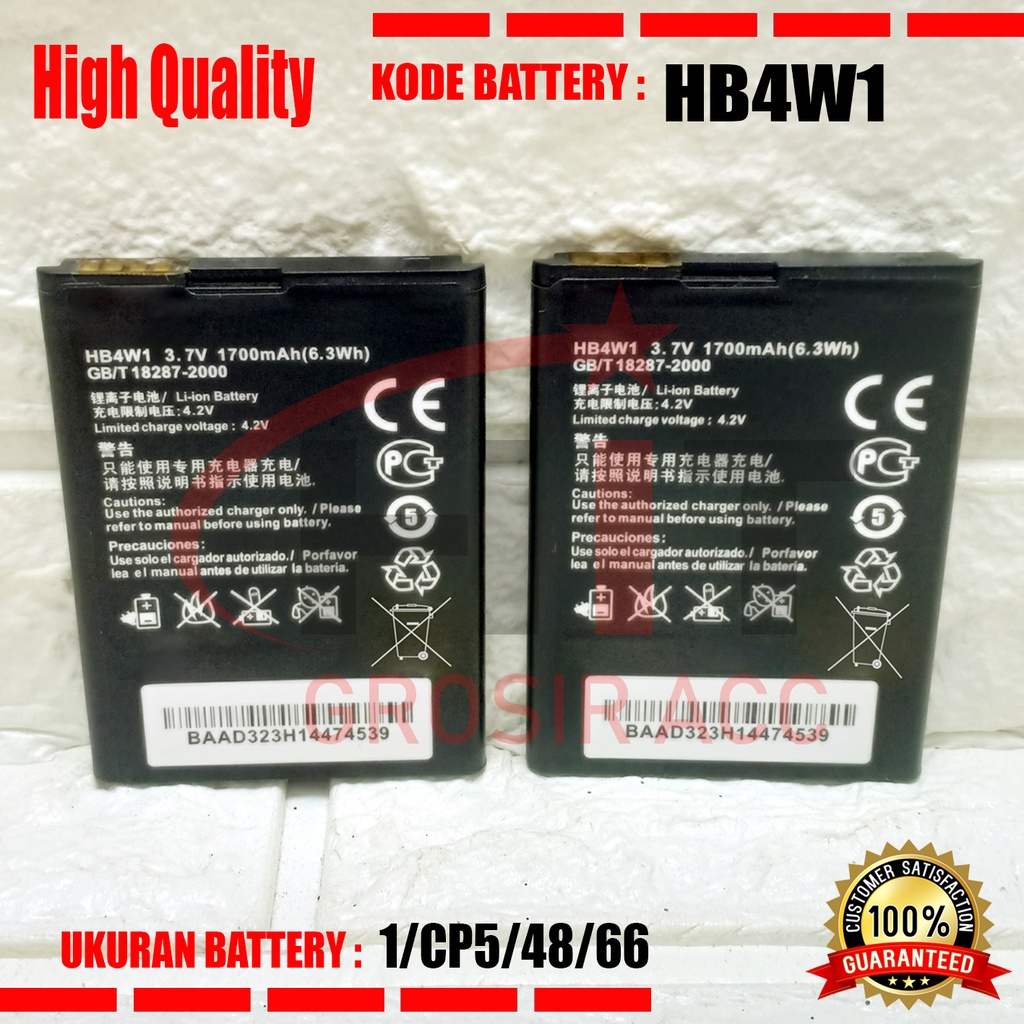 High Quality
KODE BATTERY : HB4W1
HB4W1 3.7V 1700mAh(6.3Wh)
GB/T 18287-2000
锂离子电池/ Li-ion Battery
充电限制电压:4.2V
Limited charge voltage : 4.2V
警告
只能使用专用充电器充电/
请按照说明书指示使用电池.
Cautions:
Use the authorized charger only. / Please
refer to manual before using battery.
Precauciones:
Use solo el cargador autorizado./ Porfavor
lea el manual antes de utilizar la batería.
CE
PCT
5
BAAD323H14474539
HB4W1 3.7V 1700mAh(6.3Wh)
GB/T 18287-2000
锂离子电池/ Li-ion Battery
充电限制电压:4.2V
Limited charge voltage : 4.2V
警告
只能使用专用充电器充电/
请按照说明书指示使用电池.
Cautions:
Use the authorized charger only. / Please
refer to manual before using battery.
Precauciones:
Use solo el cargador autorizado./ Porfavor
lea el manual antes de utilizar la batería.
CE
PCT
5
BAAD323H14474539
GROSIR ACC
UKURAN BATTERY : 1/CP5/48/66
CUSTOMER SATISFACTION
100%
GUARANTEED